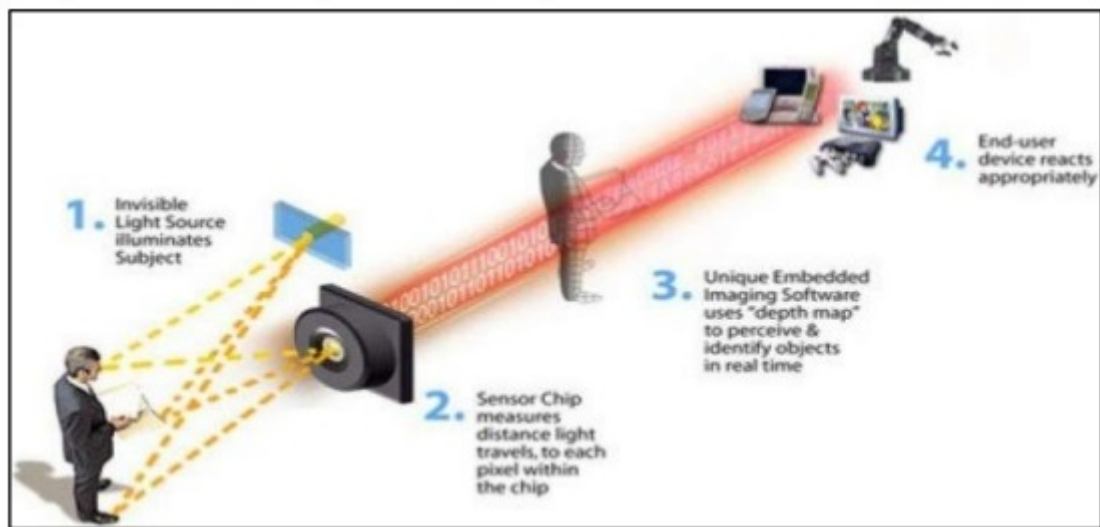 1. Invisible
Light Source
illuminates
Subject
2. Sensor Chip
measures
distance light
travels, to each
pixel within
the chip
3. Unique Embedded
Imaging Software
uses "depth map"
to perceive &
identify objects
in real time
4. End-user
device reacts
appropriately